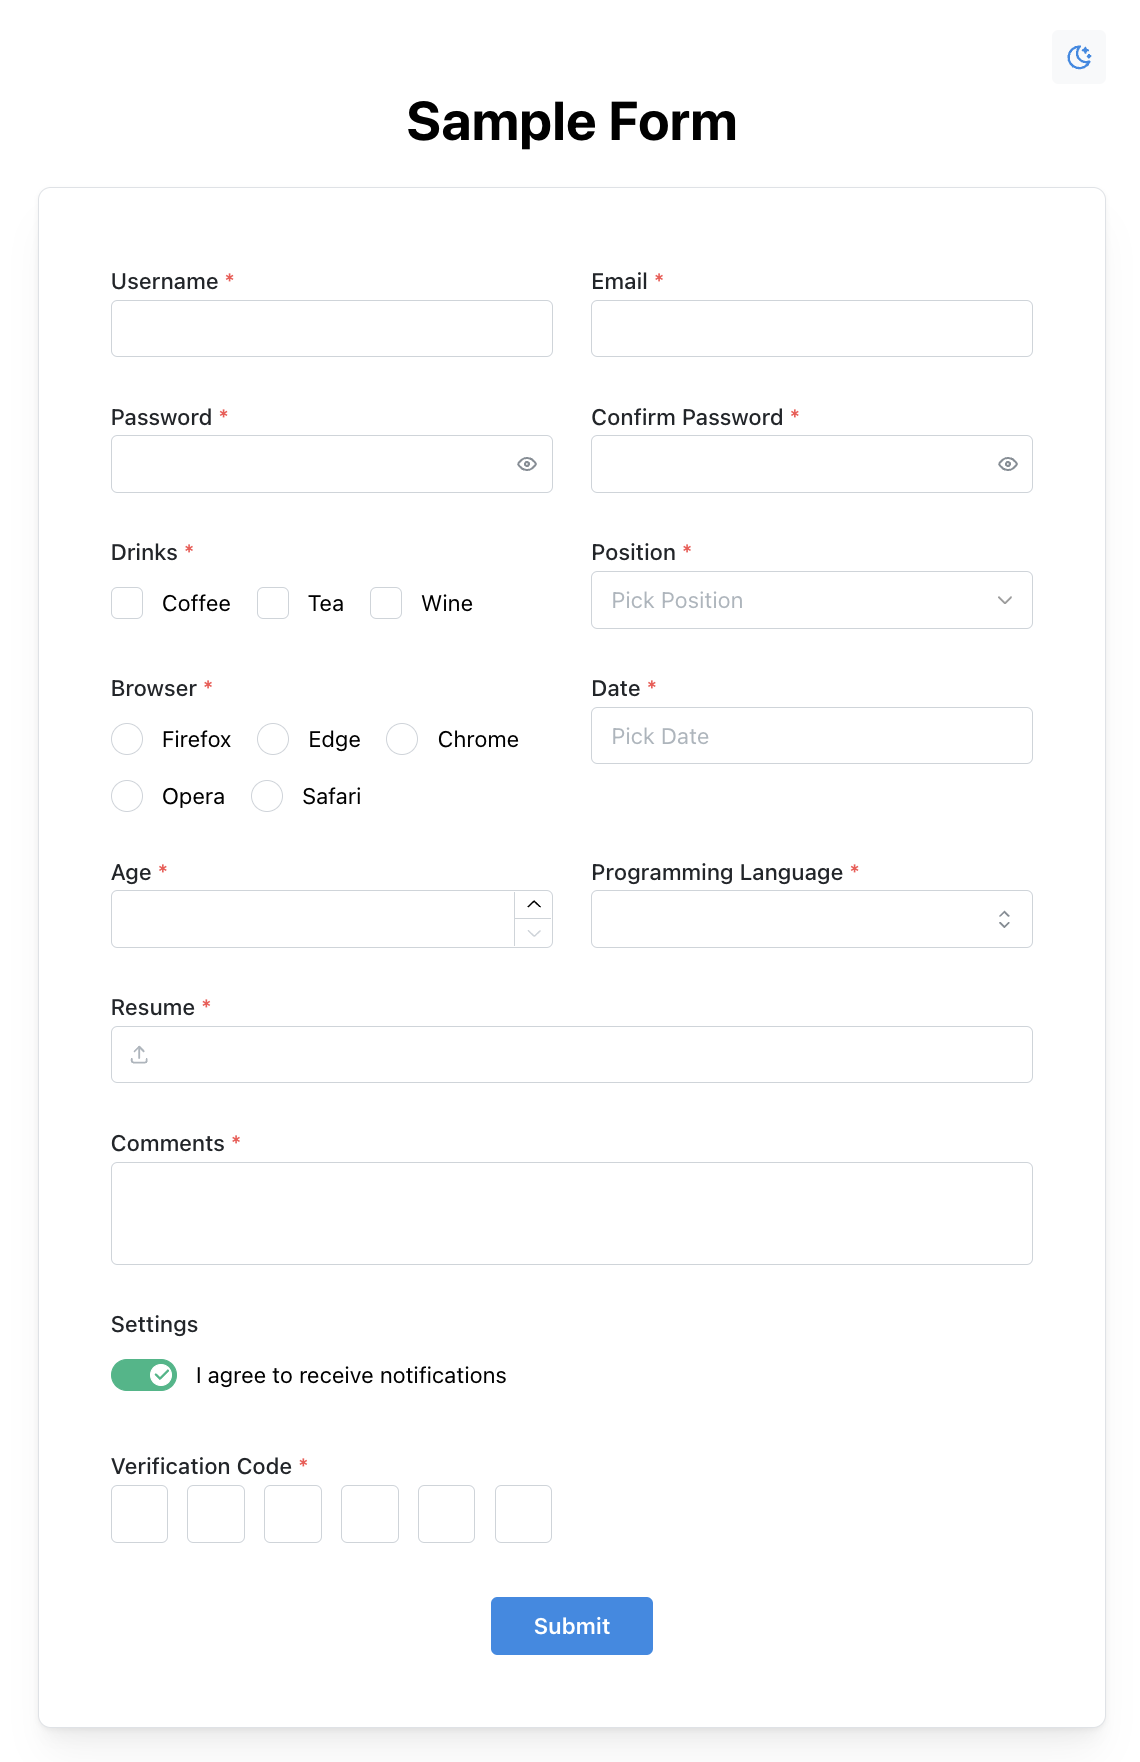 Sample Form
Username *
Email *
Password *
Confirm Password *
Drinks *
Coffee Tea Wine
Position *
Pick Position
Browser *
Firefox Edge Chrome
Opera Safari
Date *
Pick Date
Age *
Programming Language *
Resume *
Comments *
Settings
I agree to receive notifications
Verification Code *
Submit